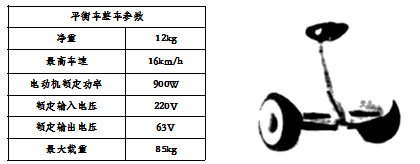 平衡车整车参数
净重 12kg
最高车速 16km/h
电动机额定功率 900W
额定输入电压 220V
额定输出电压 63V
最大载重 85kg